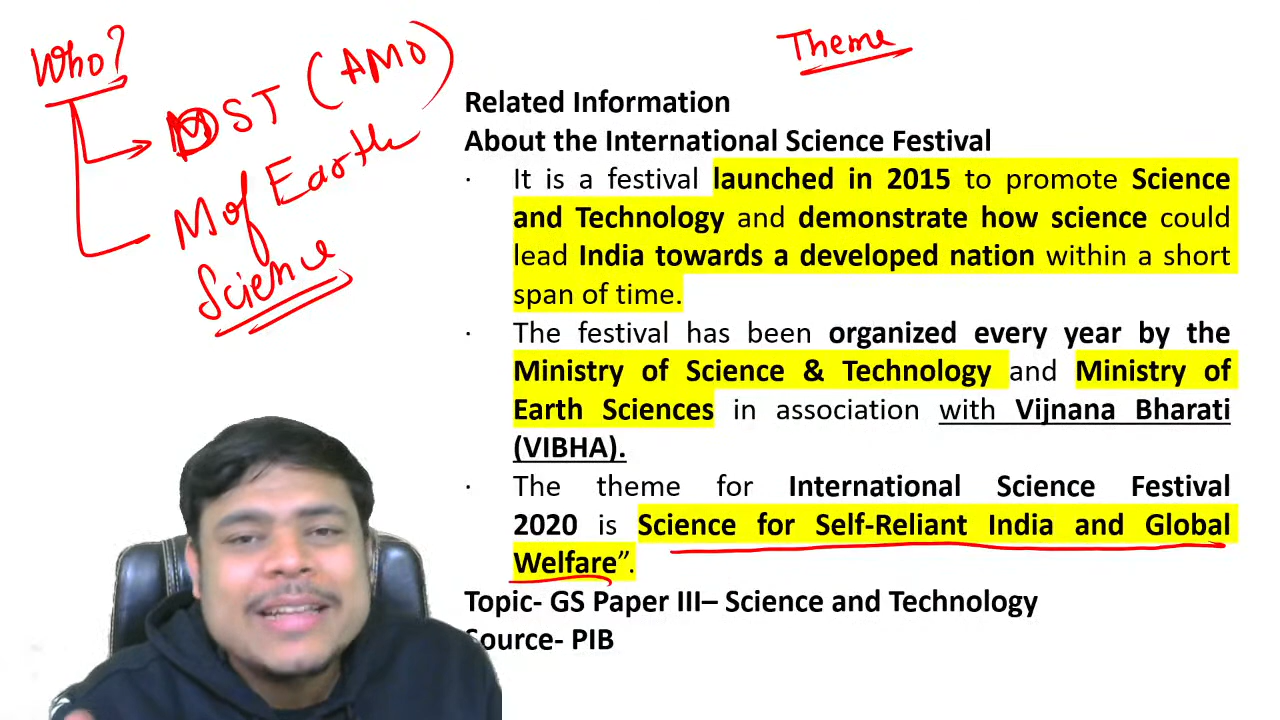 Who?
DST (AMO)
M of Earth
Science
Theme
Related Information
About the International Science Festival
· It is a festival launched in 2015 to promote Science
and Technology and demonstrate how science could
lead India towards a developed nation within a short
span of time.
· The festival has been organized every year by the
Ministry of Science & Technology and Ministry of
Earth Sciences in association with Vijnana Bharati
(VIBHA).
· The theme for International Science Festival
2020 is Science for Self-Reliant India and Global
Welfare”.
Topic- GS Paper III– Science and Technology
Source- PIB